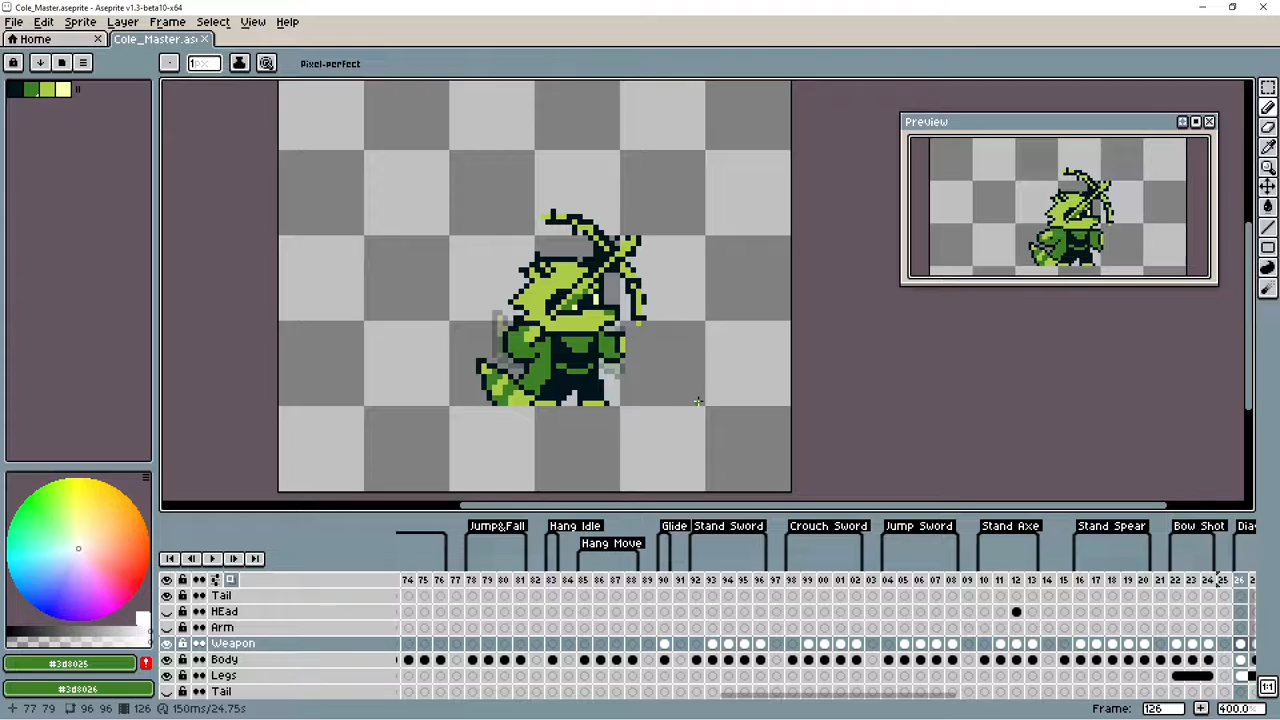 Cole_Master.aseprite - Aseprite v1.3-beta10-x64
File Edit Sprite Layer Frame Select View Help
Home
Cole_Master.as
1px
Pixel-perfect
Preview
Jump&Fall Hang Idle Glide Stand Sword Crouch Sword Jump Sword Stand Axe Stand Spear Bow Shot Dia
Hang Move
74 75 76 77 78 79 80 81 82 83 84 85 86 87 88 89 90 91 92 93 94 95 96 97 98 99 00 01 02 03 04 05 06 07 08 09 10 11 12 13 14 15 16 17 18 19 20 21 22 23 24 25 26
Tail
HEad
Arm
Weapon
Body
Legs
Tail
#3d8025
#3d8026
77 79 96 96 126 150ms/24.75s
Frame: 126 400.0
1:1